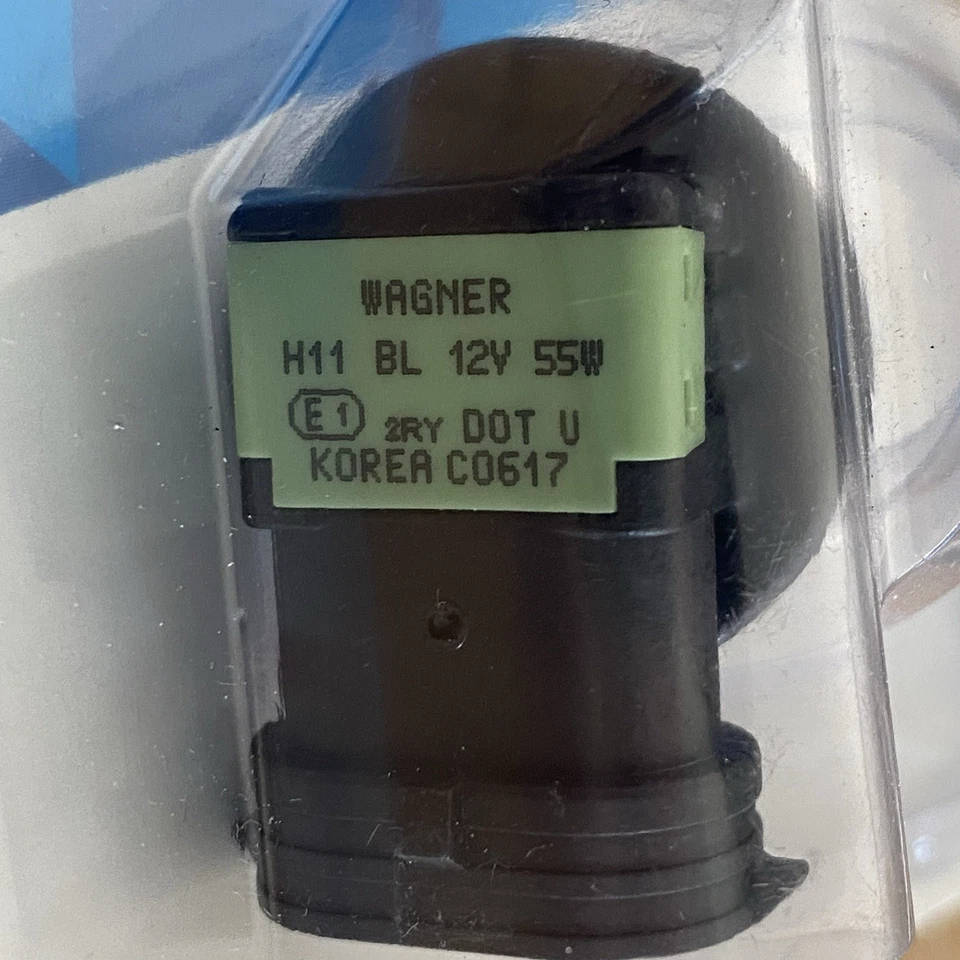 WAGNER
H11 BL 12V 55W
E1 2RY DOT U
KOREA C0617